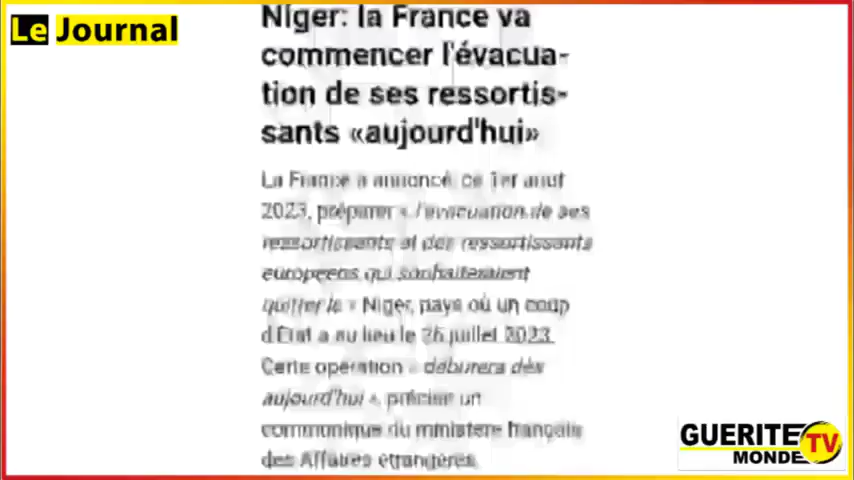 Le Journal
Niger: la France va
commencer l'évacua-
tion de ses ressortis-
sants «aujourd'hui»
La France a annoncé, ce 1er août
2023, préparer « l'évacuation de ses
ressortissants et des ressortissants
européens qui souhaiteraient
quitter le » Niger, pays où un coup
d'État a eu lieu le 26 juillet 2023.
Cette opération « débutera dès
aujourd'hui », précise un
communiqué du ministère français
des Affaires étrangères.
GUERITE TV
MONDE